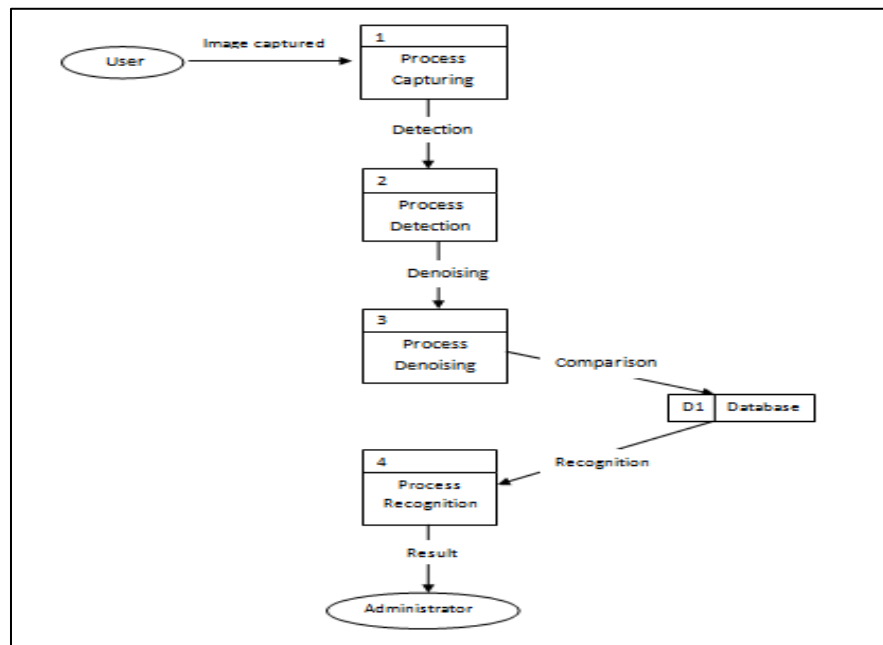 Image captured
User
1
Process
Capturing
Detection
2
Process
Detection
Denoising
3
Process
Denoising
Comparison
D1 Database
Recognition
4
Process
Recognition
Result
Administrator